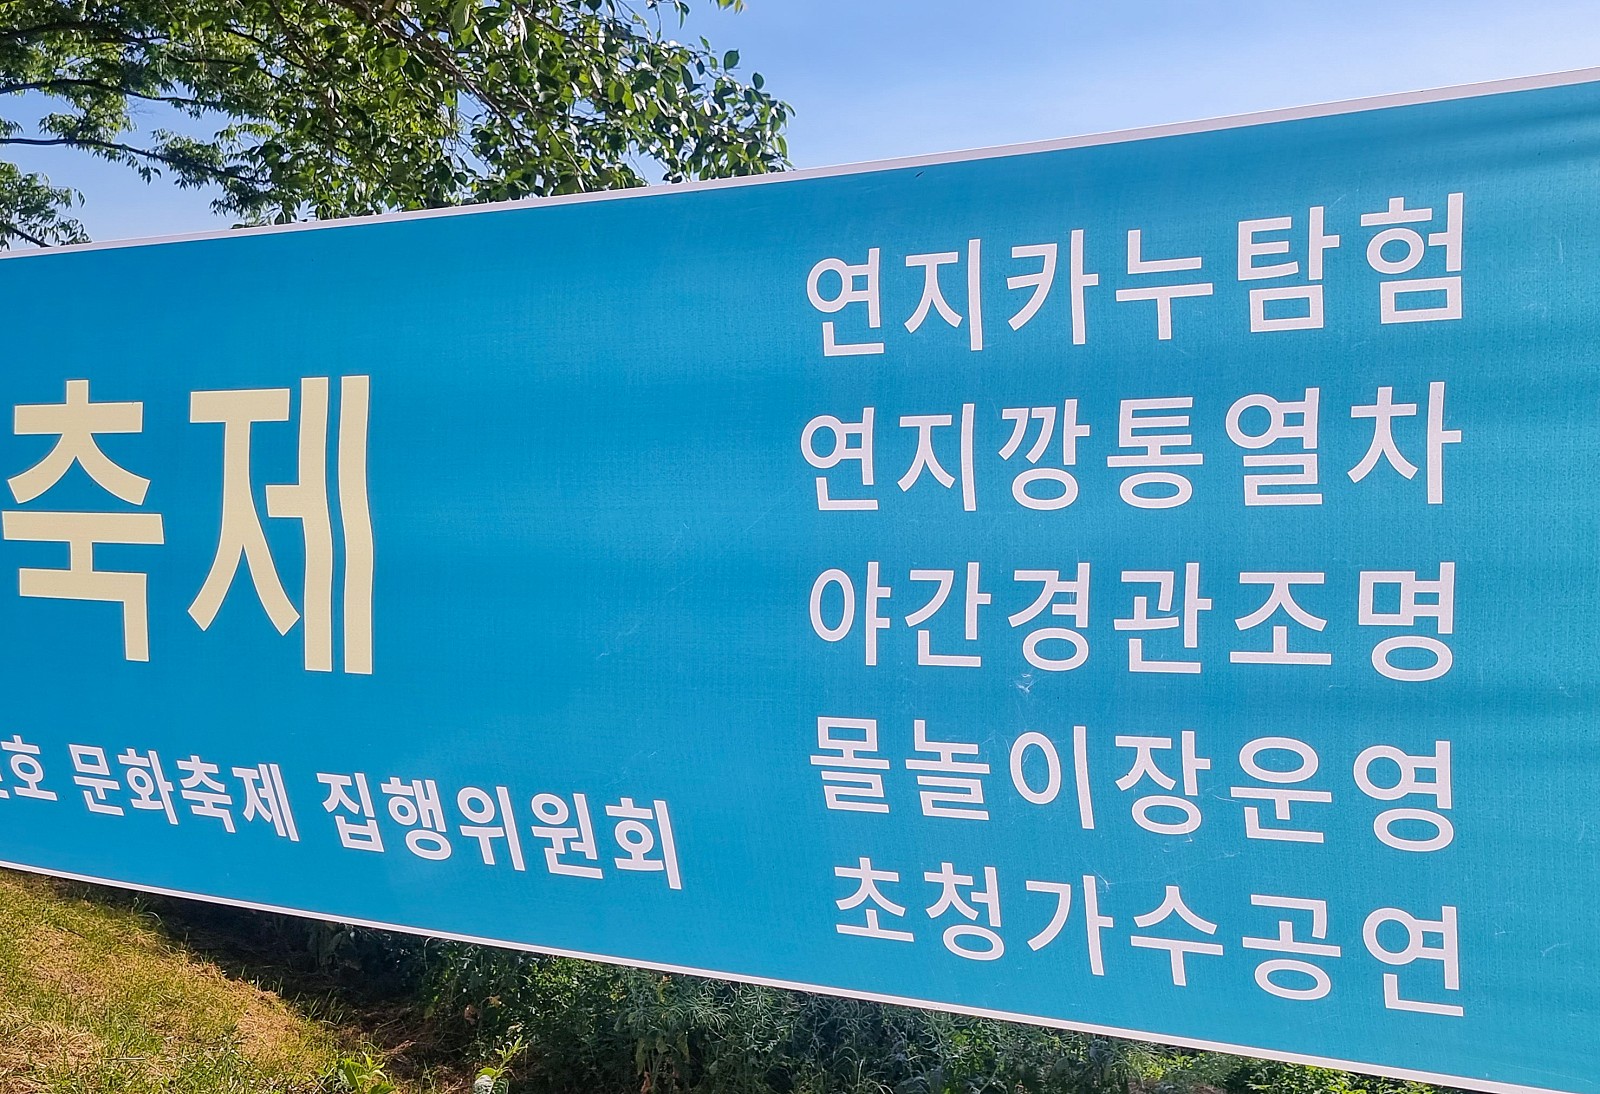 축제
호 문화축제 집행위원회
연지카누탐험
연지깡통열차
야간경관조명
몰놀이장운영
초청가수공연